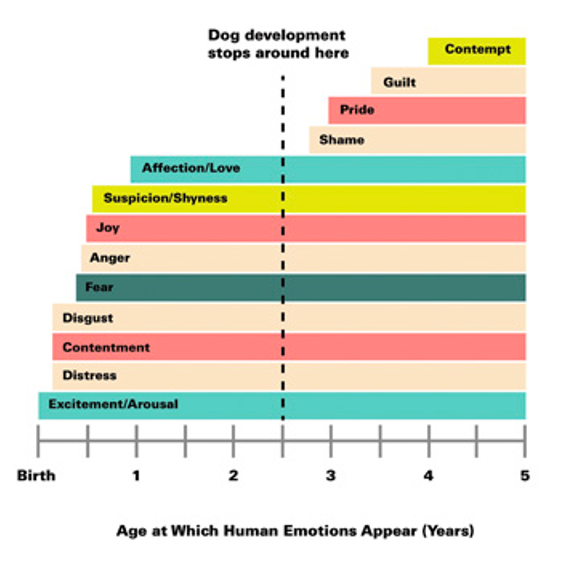 Dog development
stops around here
Contempt
Guilt
Pride
Shame
Affection/Love
Suspicion/Shyness
Joy
Anger
Fear
Disgust
Contentment
Distress
Excitement/Arousal
Birth 1 2 3 4 5
Age at Which Human Emotions Appear (Years)